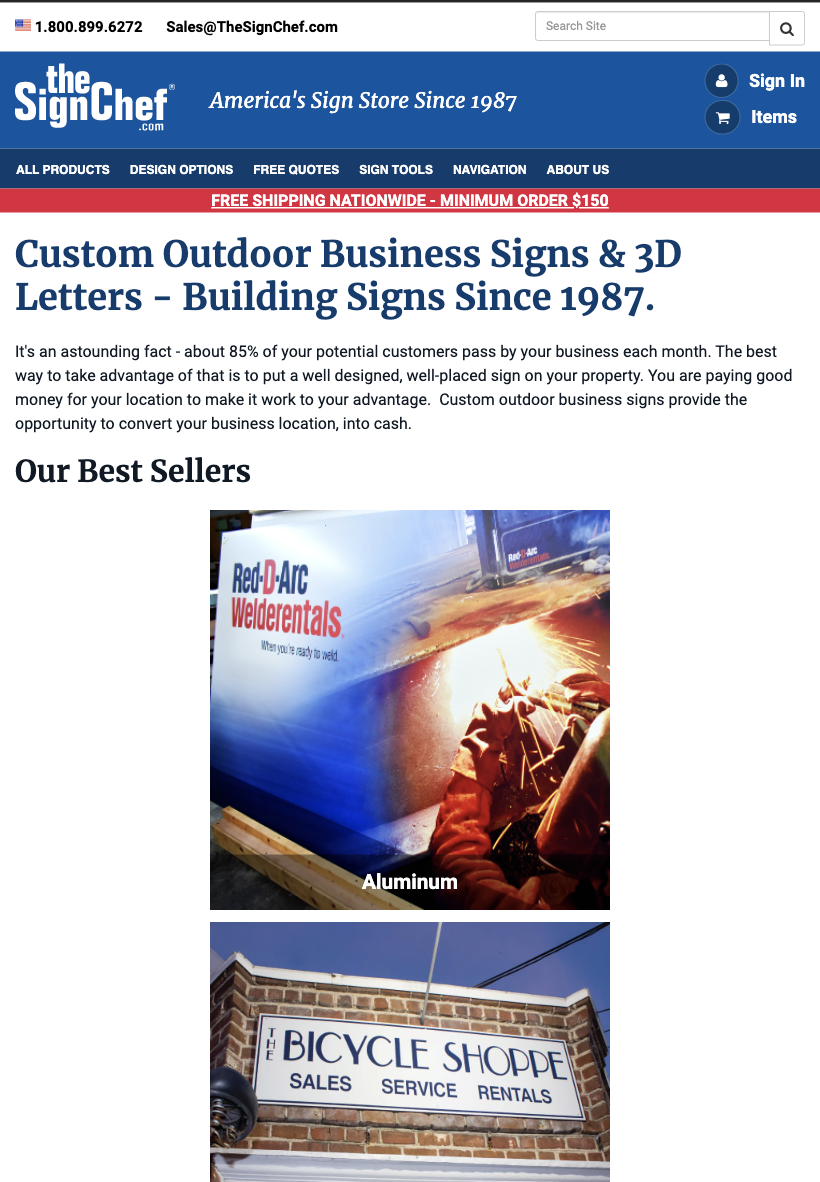 1.800.899.6272 Sales@TheSignChef.com Search Site
the
SignChef®
.com
America's Sign Store Since 1987
Sign In
Items
ALL PRODUCTS DESIGN OPTIONS FREE QUOTES SIGN TOOLS NAVIGATION ABOUT US
FREE SHIPPING NATIONWIDE - MINIMUM ORDER $150
Custom Outdoor Business Signs & 3D
Letters - Building Signs Since 1987.
It's an astounding fact - about 85% of your potential customers pass by your business each month. The best
way to take advantage of that is to put a well designed, well-placed sign on your property. You are paying good
money for your location to make it work to your advantage.  Custom outdoor business signs provide the
opportunity to convert your business location, into cash.
Our Best Sellers
Red-D-Arc
Welderentals
Red-D-Arc
Welderentals.
When you're ready to weld.
Aluminum
THE
BICYCLE SHOPPE
SALES SERVICE RENTALS